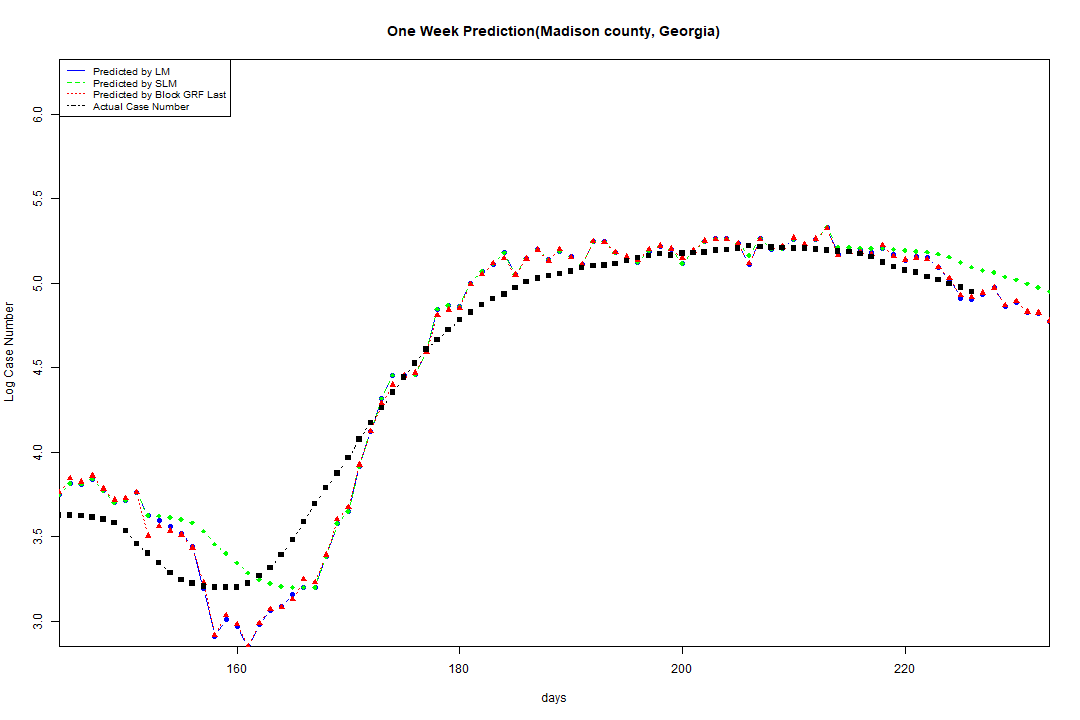 One Week Prediction(Madison county, Georgia)
Predicted by LM
Predicted by SLM
Predicted by Block GRF Last
Actual Case Number
6.0
5.5
5.0
4.5
4.0
3.5
3.0
Log Case Number
160 180 200 220
days